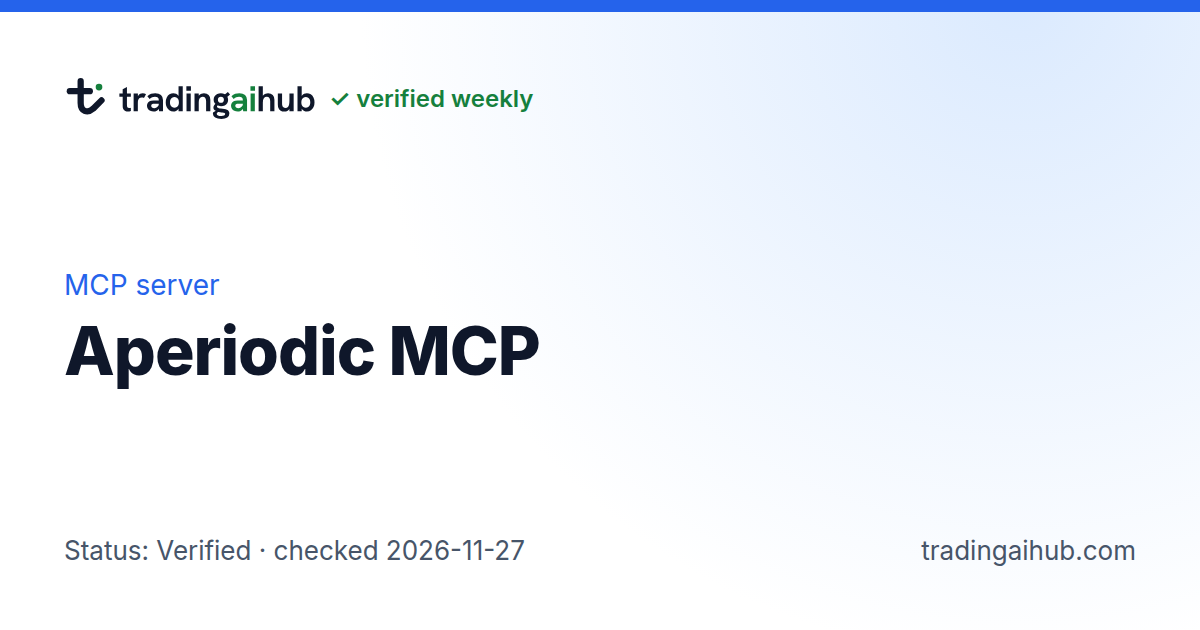 tradingaihub ✓ verified weekly
MCP server
Aperiodic MCP
Status: Verified · checked 2026-11-27
tradingaihub.com